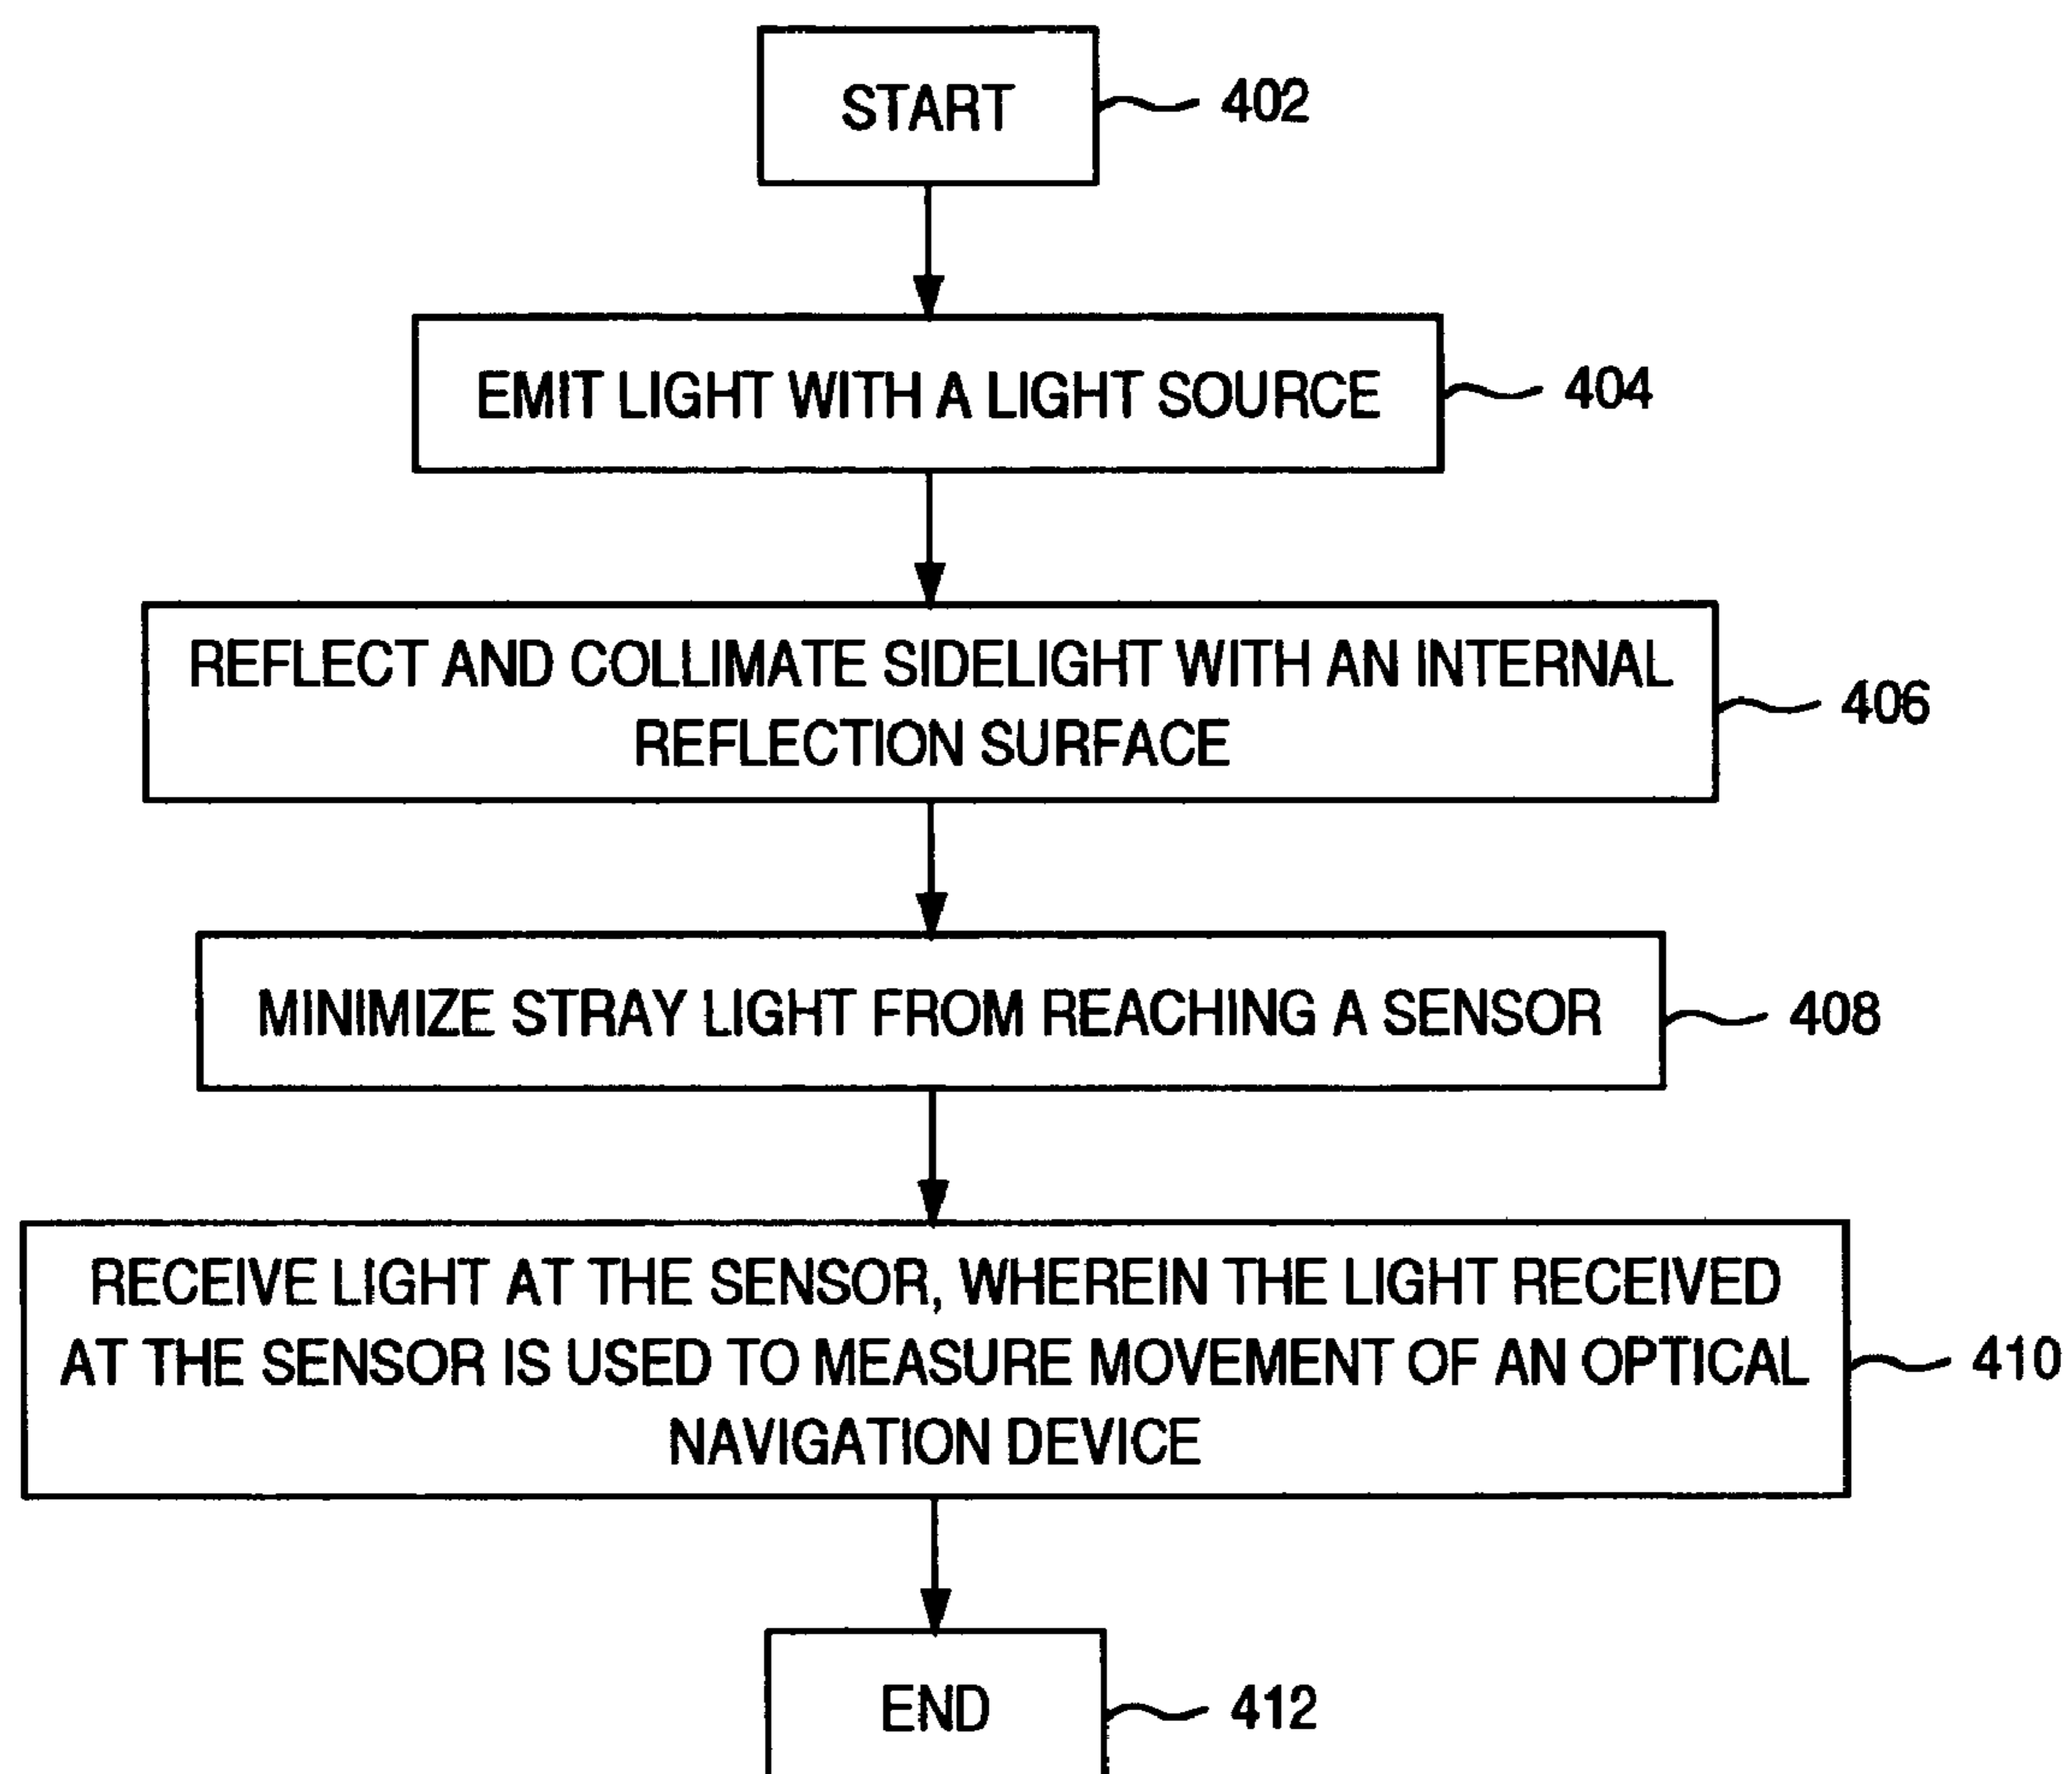 START
402
EMIT LIGHT WITH A LIGHT SOURCE
404
REFLECT AND COLLIMATE SIDELIGHT WITH AN INTERNAL
REFLECTION SURFACE
406
MINIMIZE STRAY LIGHT FROM REACHING A SENSOR
408
RECEIVE LIGHT AT THE SENSOR, WHEREIN THE LIGHT RECEIVED
AT THE SENSOR IS USED TO MEASURE MOVEMENT OF AN OPTICAL
NAVIGATION DEVICE
410
END
412